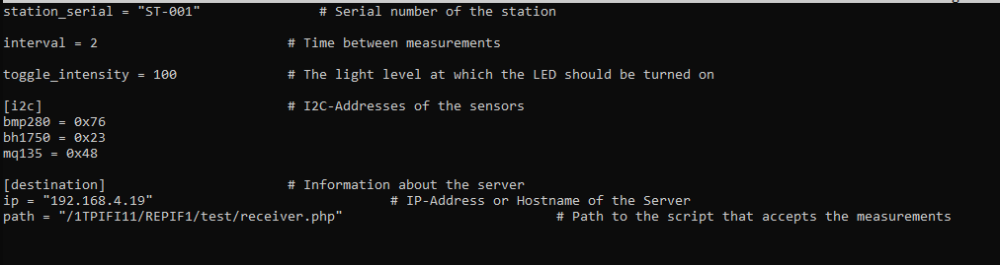 station_serial = "ST-001" # Serial number of the station
interval = 2 # Time between measurements
toggle_intensity = 100 # The light level at which the LED should be turned on
[i2c] # I2C-Addresses of the sensors
bmp280 = 0x76
bh1750 = 0x23
mq135 = 0x48
[destination] # Information about the server
ip = "192.168.4.19" # IP-Address or Hostname of the Server
path = "/1TPIFI11/REPIF1/test/receiver.php" # Path to the script that accepts the measurements